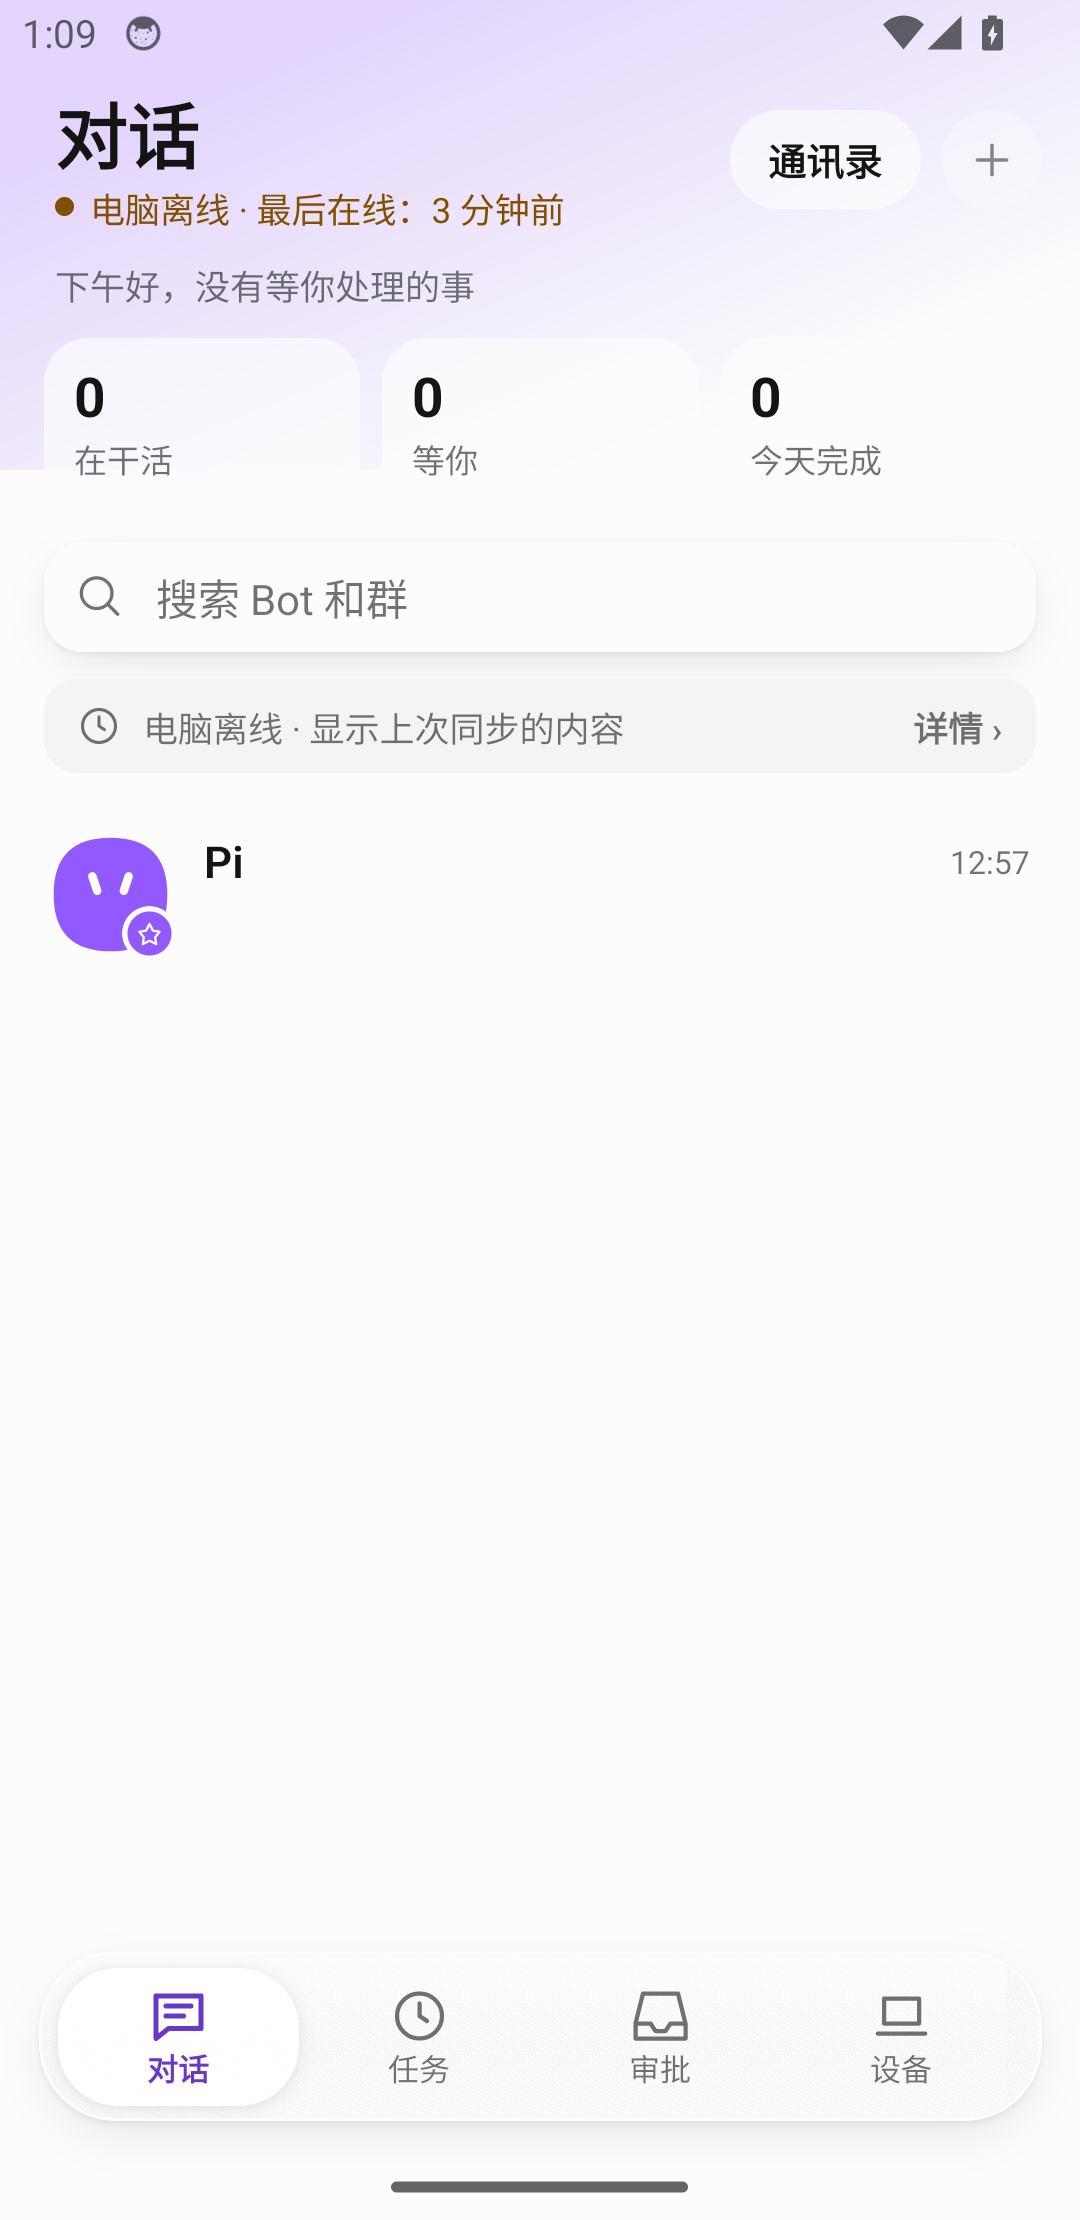 1:09
对话
通讯录
电脑离线 · 最后在线：3 分钟前
下午好，没有等你处理的事
0
在干活
0
等你
0
今天完成
搜索 Bot 和群
电脑离线 · 显示上次同步的内容
详情 ›
Pi
12:57
对话
任务
审批
设备